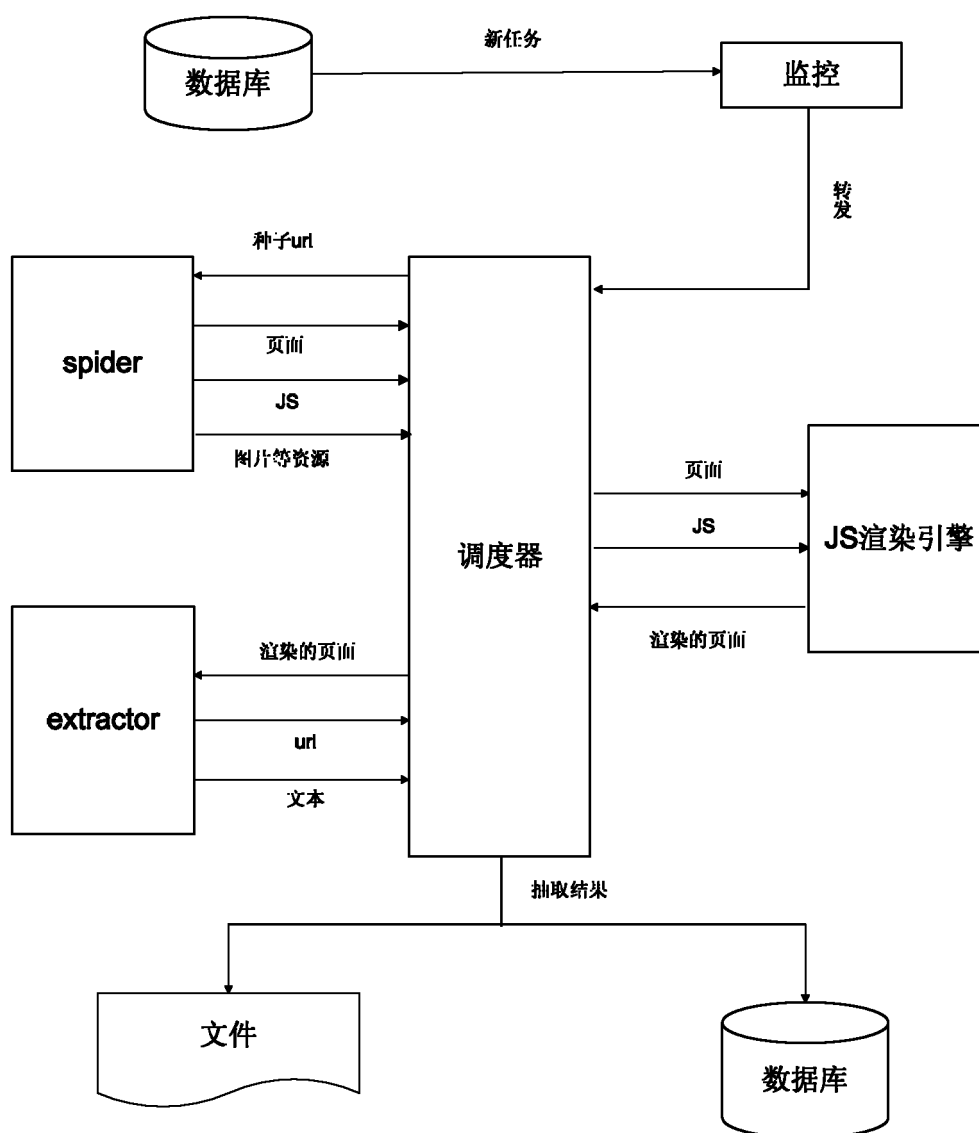 新任务
数据库
监控
转发
种子url
spider
页面
JS
图片等资源
调度器
页面
JS
JS渲染引擎
渲染的页面
渲染的页面
extractor
url
文本
抽取结果
文件
数据库